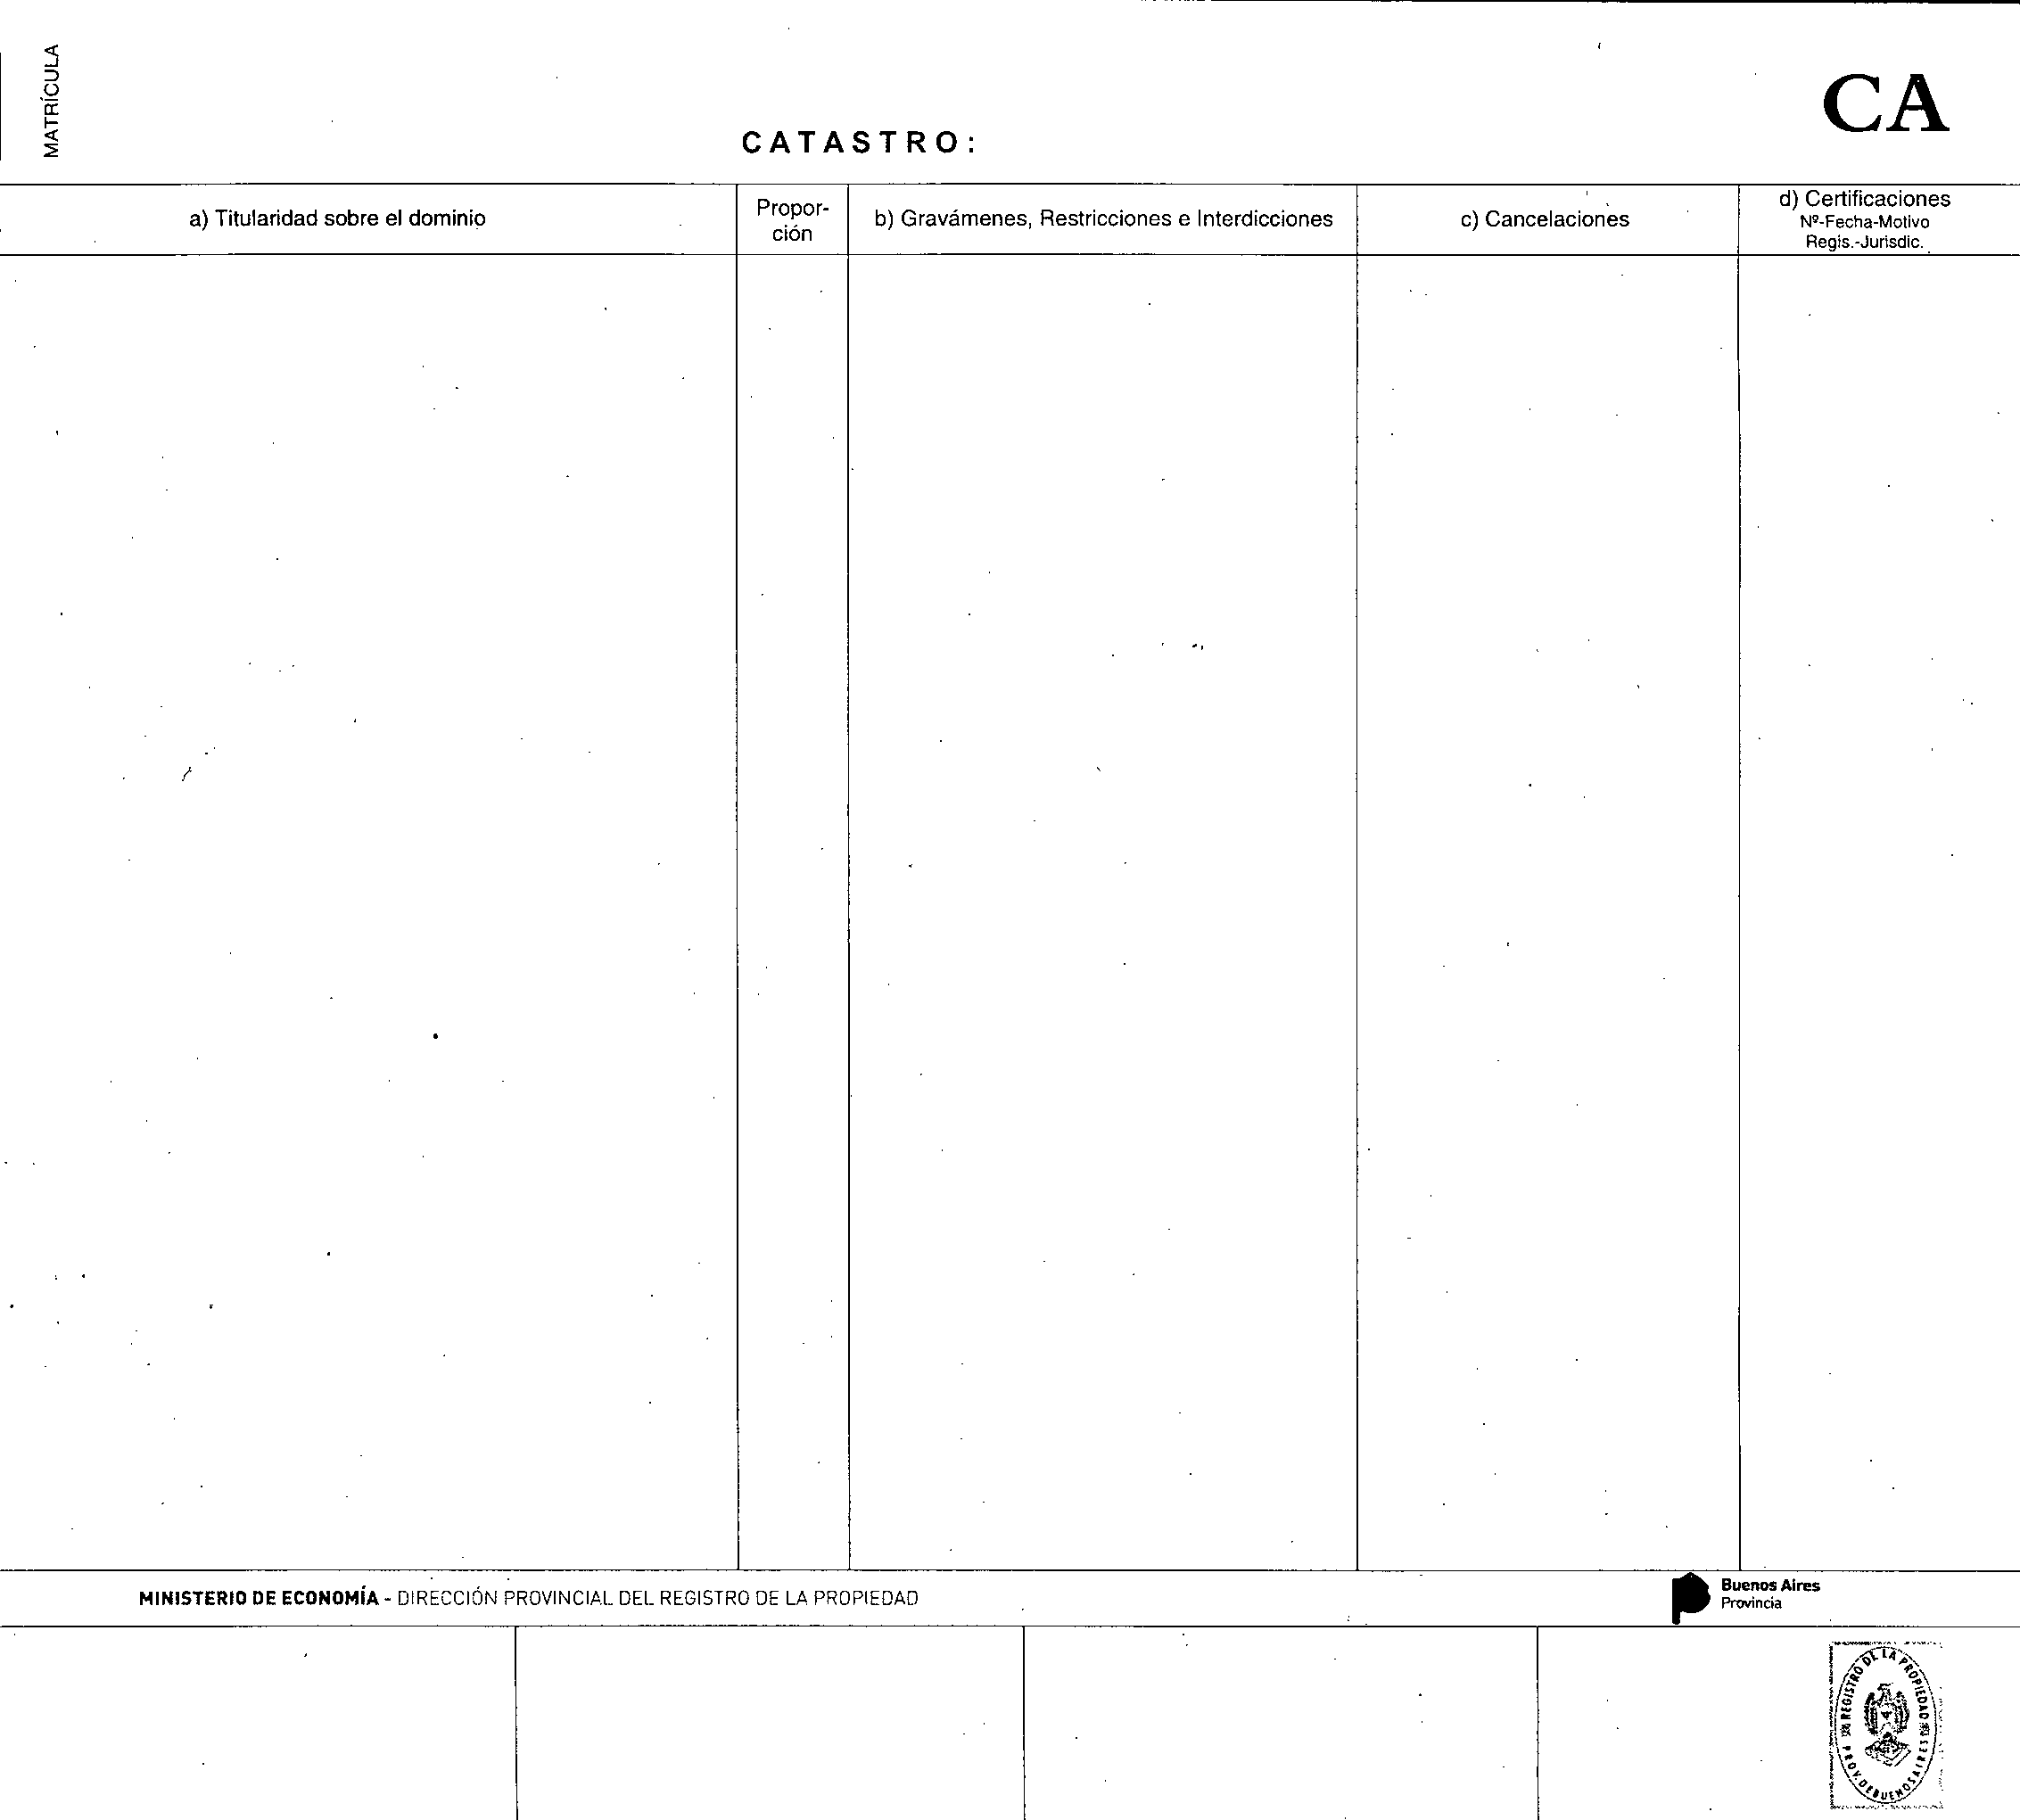 MATRÍCULA
CA
CATASTRO:
a) Titularidad sobre el dominio
Propor-
ción
b) Gravámenes, Restricciones e Interdicciones
c) Cancelaciones
d) Certificaciones
Nº-Fecha-Motivo
Regis.-Jurisdic.
MINISTERIO DE ECONOMÍA - DIRECCIÓN PROVINCIAL DEL REGISTRO DE LA PROPIEDAD
Buenos Aires
Provincia
REGISTRO DE LA PROPIEDAD
PROV. DE BUENOS AIRES